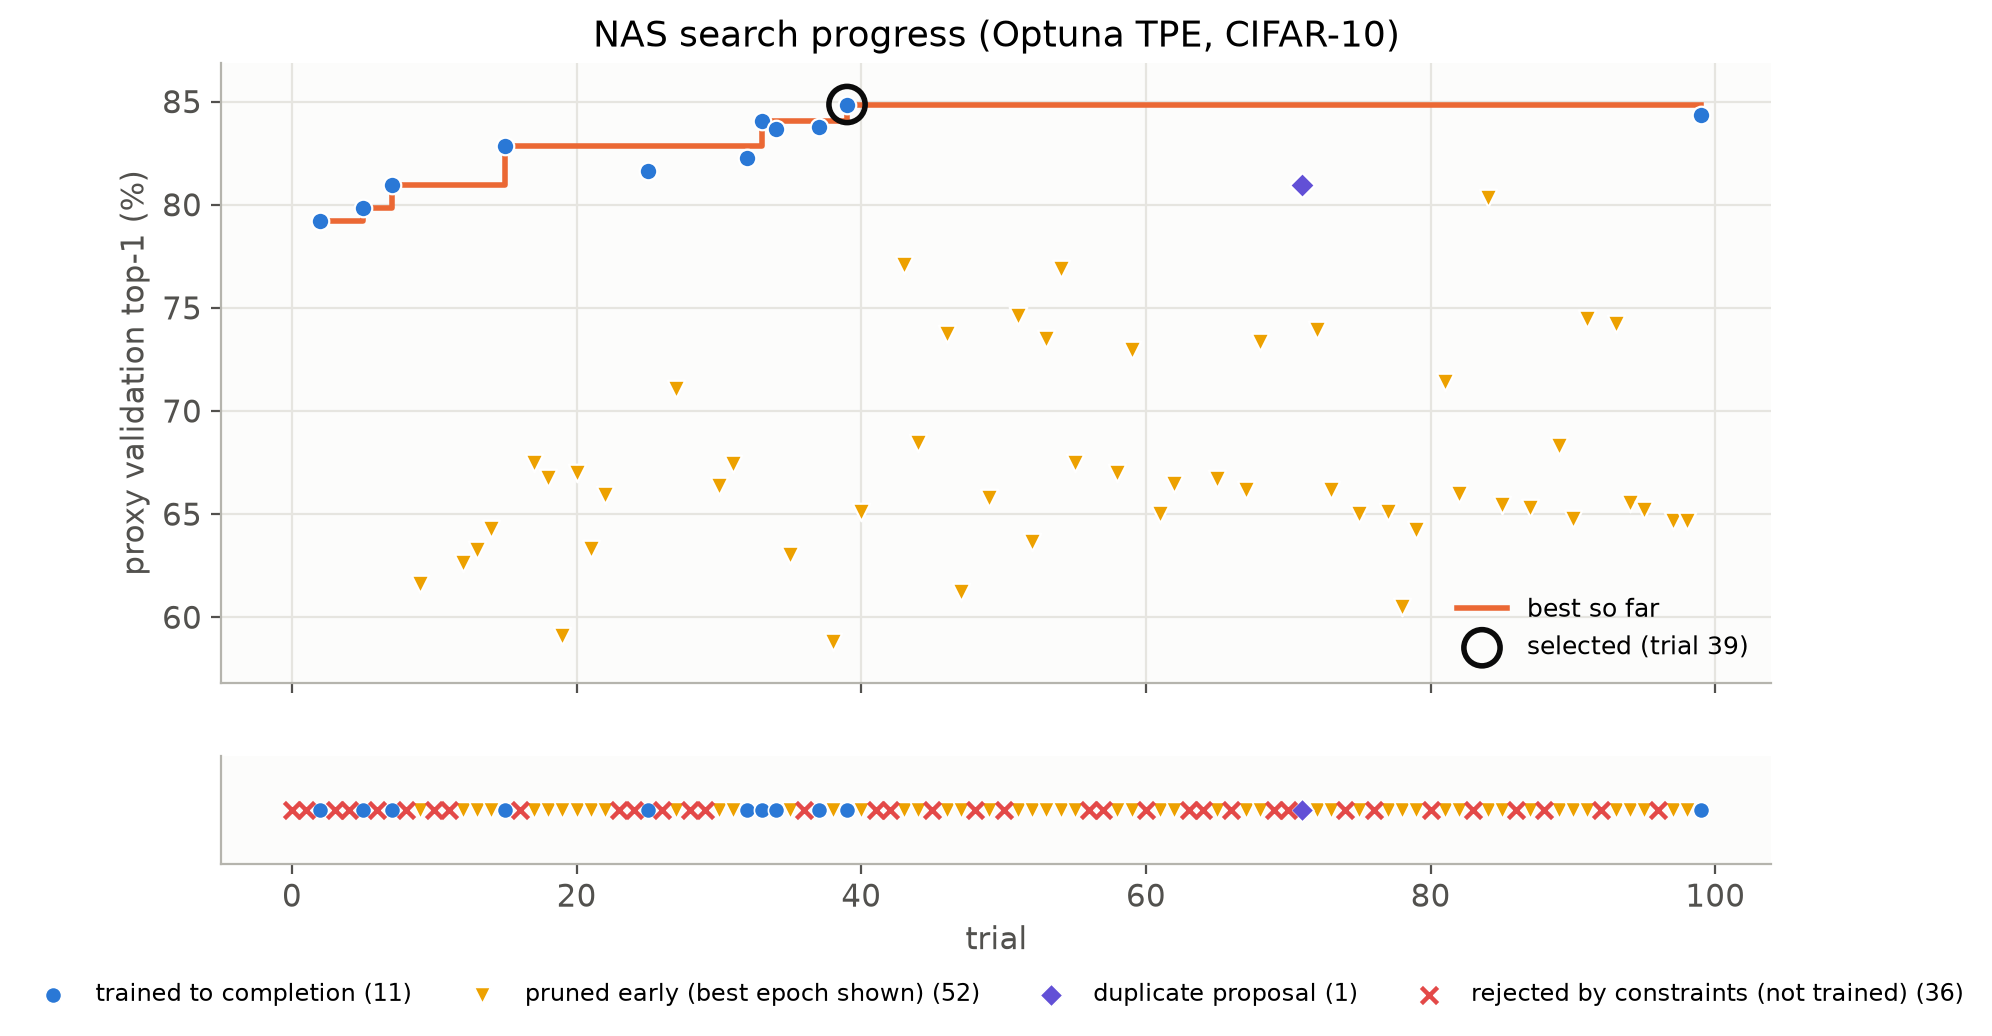 NAS search progress (Optuna TPE, CIFAR-10)
proxy validation top-1 (%)
85
80
75
70
65
60
best so far
selected (trial 39)
0 20 40 60 80 100
trial
trained to completion (11) pruned early (best epoch shown) (52) duplicate proposal (1) rejected by constraints (not trained) (36)